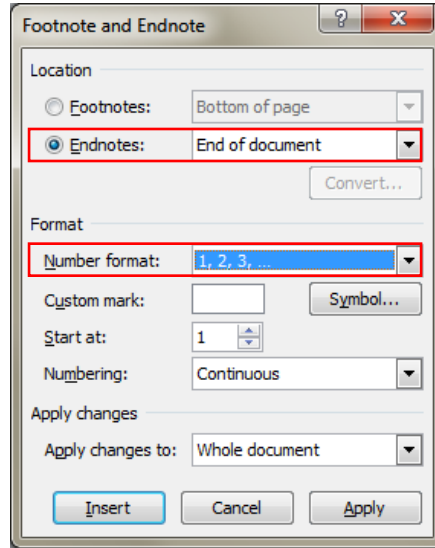 Footnote and Endnote ? X
Location
Footnotes: Bottom of page
Endnotes: End of document
Convert...
Format
Number format: 1, 2, 3, ...
Custom mark: Symbol...
Start at: 1
Numbering: Continuous
Apply changes
Apply changes to: Whole document
Insert Cancel Apply